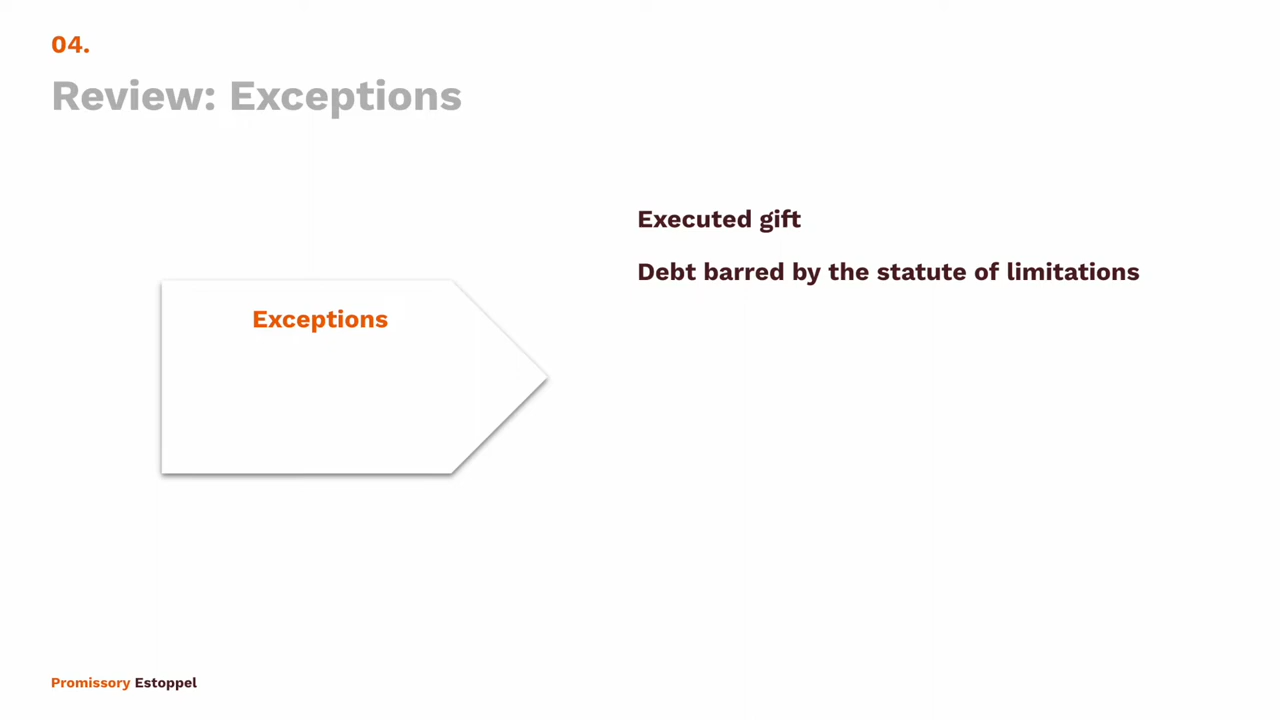 04.
Review: Exceptions
Executed gift
Debt barred by the statute of limitations
Exceptions
Promissory Estoppel